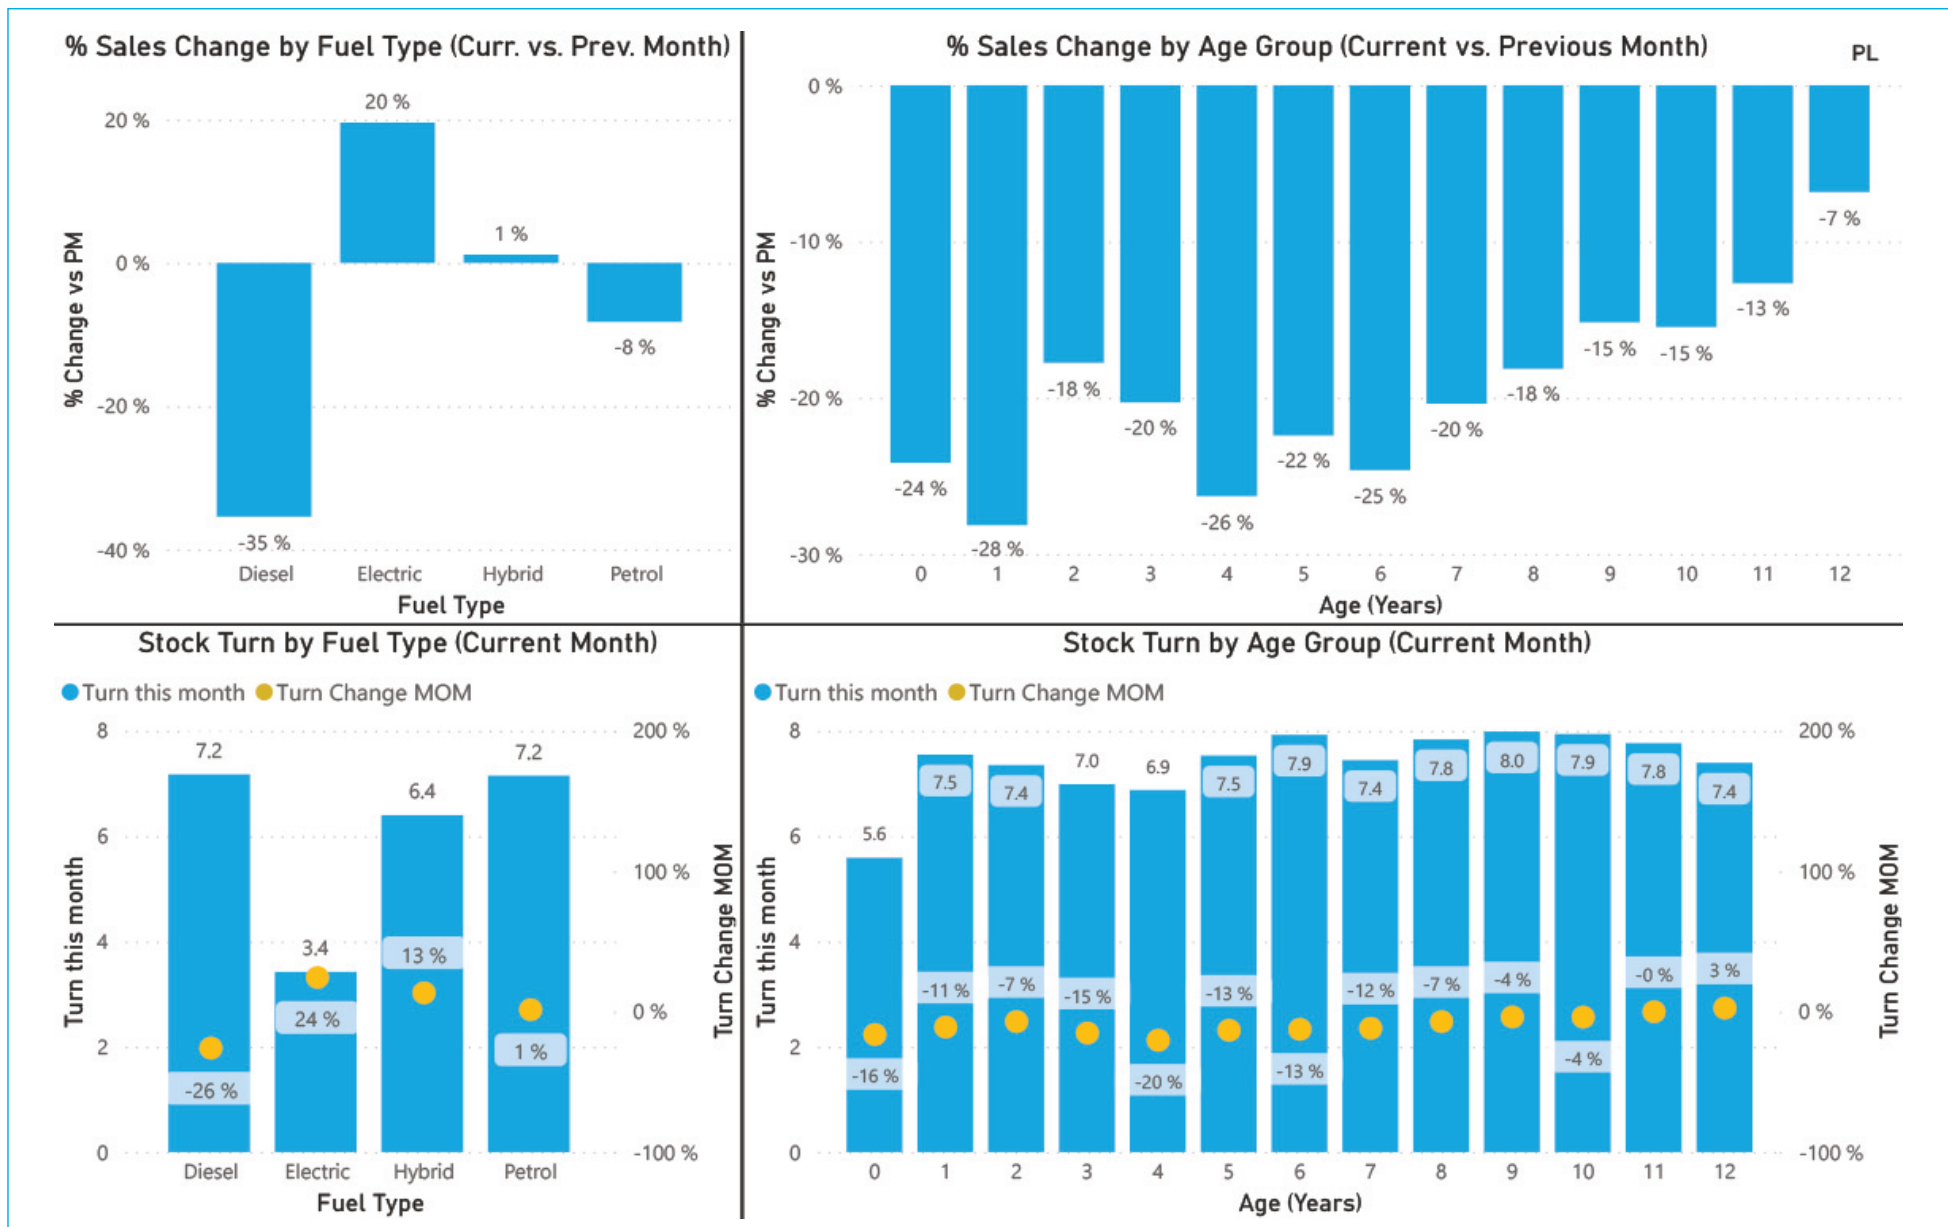 % Sales Change by Fuel Type (Curr. vs. Prev. Month)
% Change vs PM
20 %
0 %
-20 %
-40 %
20 %
1 %
-8 %
-35 %
Diesel Electric Hybrid Petrol
Fuel Type
% Sales Change by Age Group (Current vs. Previous Month)
PL
% Change vs PM
0 %
-10 %
-20 %
-30 %
-24 % -28 % -18 % -20 % -26 % -22 % -25 % -20 % -18 % -15 % -15 % -13 % -7 %
0 1 2 3 4 5 6 7 8 9 10 11 12
Age (Years)
Stock Turn by Fuel Type (Current Month)
Turn this month Turn Change MOM
Turn this month
8
6
4
2
0
7.2 3.4 6.4 7.2
-26 % 24 % 13 % 1 %
200 %
100 %
0 %
-100 %
Turn Change MOM
Diesel Electric Hybrid Petrol
Fuel Type
Stock Turn by Age Group (Current Month)
Turn this month Turn Change MOM
Turn this month
8
6
4
2
0
5.6 7.5 7.4 7.0 6.9 7.5 7.9 7.4 7.8 8.0 7.9 7.8 7.4
-16 % -11 % -7 % -15 % -20 % -13 % -13 % -12 % -7 % -4 % -4 % -0 % 3 %
200 %
100 %
0 %
-100 %
Turn Change MOM
0 1 2 3 4 5 6 7 8 9 10 11 12
Age (Years)